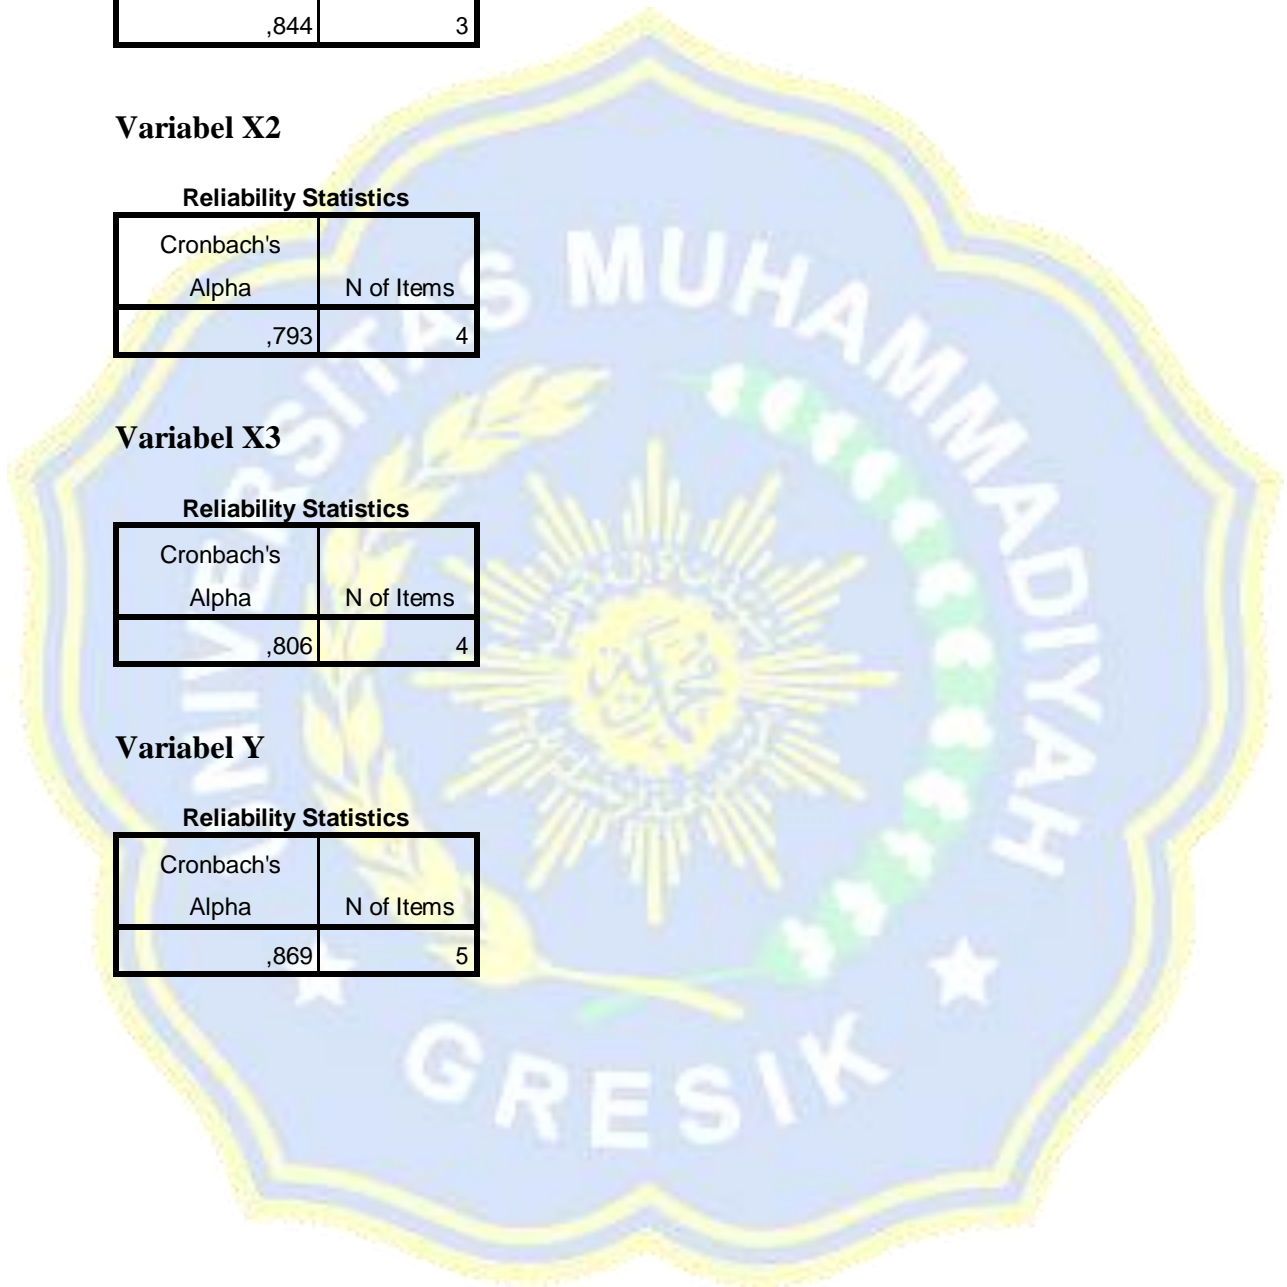 ,844 3
Variabel X2
Reliability Statistics
Cronbach's
Alpha N of Items
,793 4
Variabel X3
Reliability Statistics
Cronbach's
Alpha N of Items
,806 4
Variabel Y
Reliability Statistics
Cronbach's
Alpha N of Items
,869 5
UNIVERSITAS MUHAMMADIYAH
GRESIK